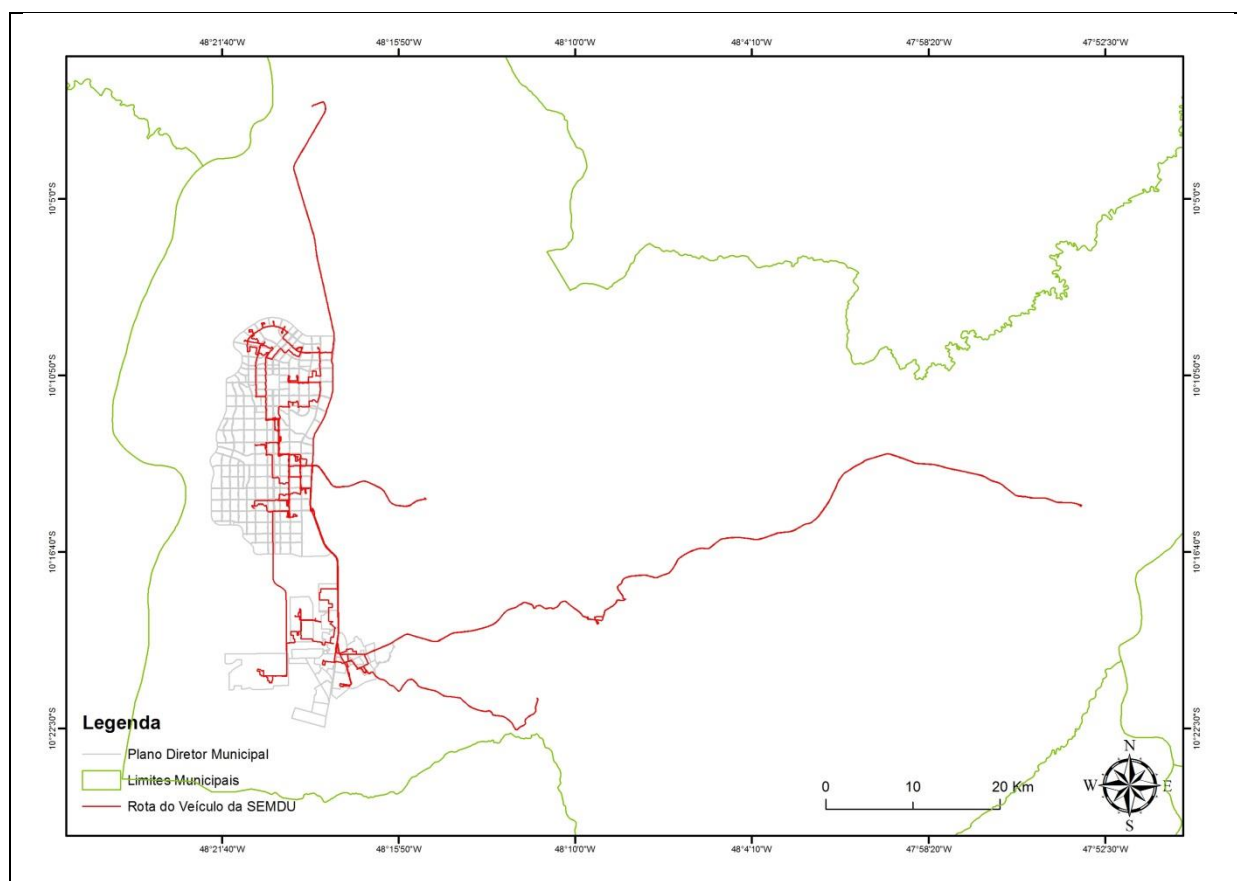 48°21'40"W 48°15'50"W 48°10'0"W 48°4'10"W 47°58'20"W 47°52'30"W
10°5'0"S 10°5'0"S
10°10'50"S 10°10'50"S
10°16'40"S 10°16'40"S
10°22'30"S 10°22'30"S
Legenda
Plano Diretor Municipal
Limites Municipais
Rota do Veículo da SEMDU
0 10 20 Km
N
W E
S
48°21'40"W 48°15'50"W 48°10'0"W 48°4'10"W 47°58'20"W 47°52'30"W